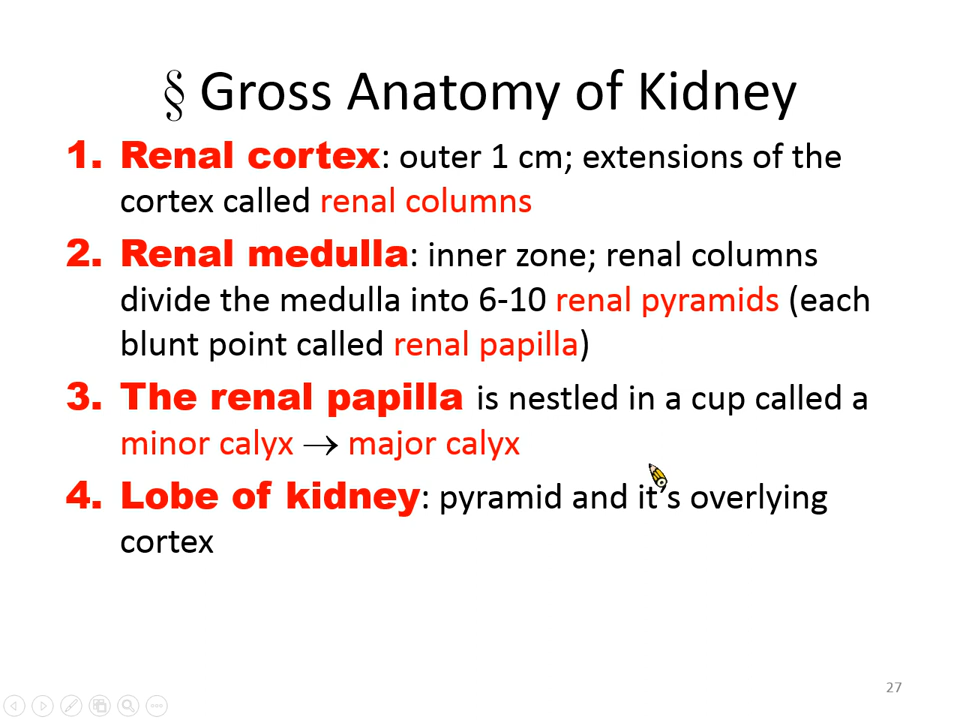 § Gross Anatomy of Kidney
1. Renal cortex: outer 1 cm; extensions of the
cortex called renal columns
2. Renal medulla: inner zone; renal columns
divide the medulla into 6-10 renal pyramids (each
blunt point called renal papilla)
3. The renal papilla is nestled in a cup called a
minor calyx → major calyx
4. Lobe of kidney: pyramid and it's overlying
cortex
27